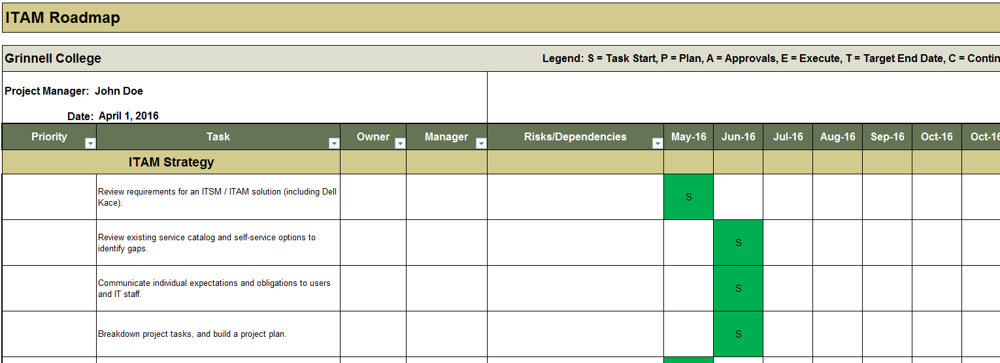 ITAM Roadmap
Grinnell College
Legend: S = Task Start, P = Plan, A = Approvals, E = Execute, T = Target End Date, C = Contin
Project Manager: John Doe
Date: April 1, 2016
Priority Task Owner Manager Risks/Dependencies May-16 Jun-16 Jul-16 Aug-16 Sep-16 Oct-16 Oct-16
ITAM Strategy
Review requirements for an ITSM / ITAM solution (including Dell
Kace).
S
Review existing service catalog and self-service options to
identify gaps.
S
Communicate individual expectations and obligations to users
and IT staff.
S
Breakdown project tasks, and build a project plan.
S